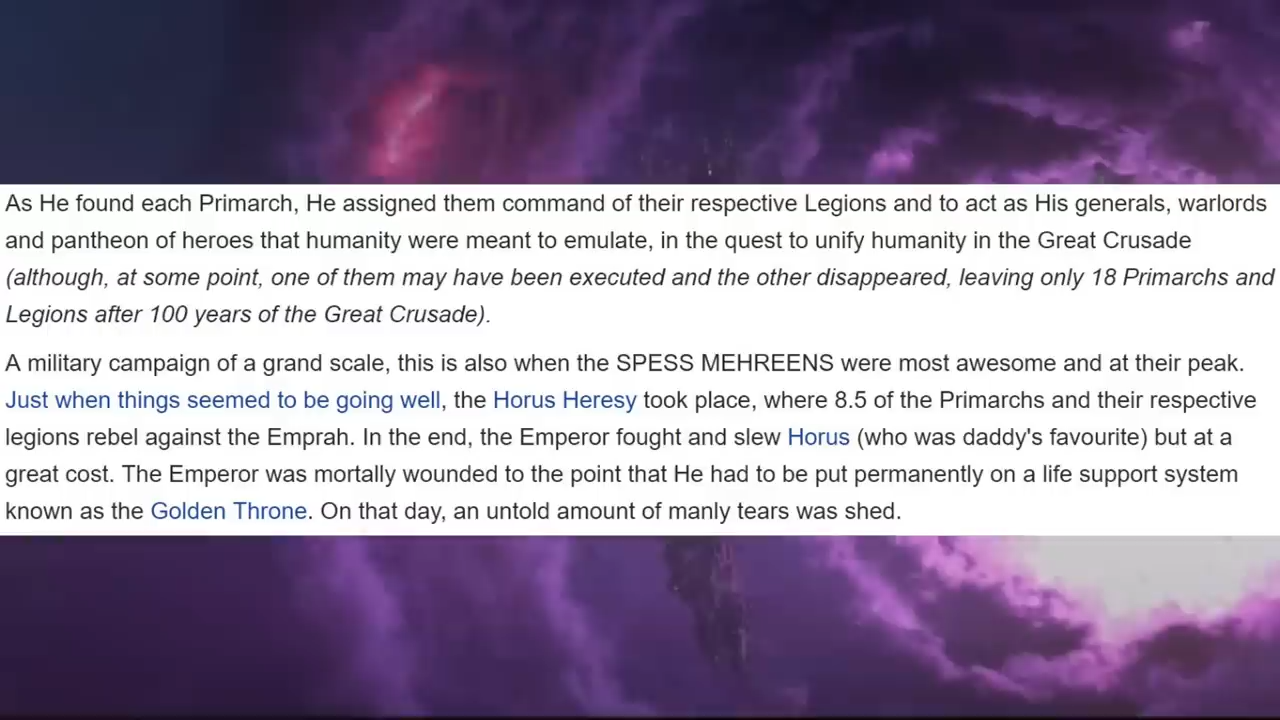 As He found each Primarch, He assigned them command of their respective Legions and to act as His generals, warlords
and pantheon of heroes that humanity were meant to emulate, in the quest to unify humanity in the Great Crusade
(although, at some point, one of them may have been executed and the other disappeared, leaving only 18 Primarchs and
Legions after 100 years of the Great Crusade).
A military campaign of a grand scale, this is also when the SPESS MEHREENS were most awesome and at their peak.
Just when things seemed to be going well, the Horus Heresy took place, where 8.5 of the Primarchs and their respective
legions rebel against the Emprah. In the end, the Emperor fought and slew Horus (who was daddy's favourite) but at a
great cost. The Emperor was mortally wounded to the point that He had to be put permanently on a life support system
known as the Golden Throne. On that day, an untold amount of manly tears was shed.